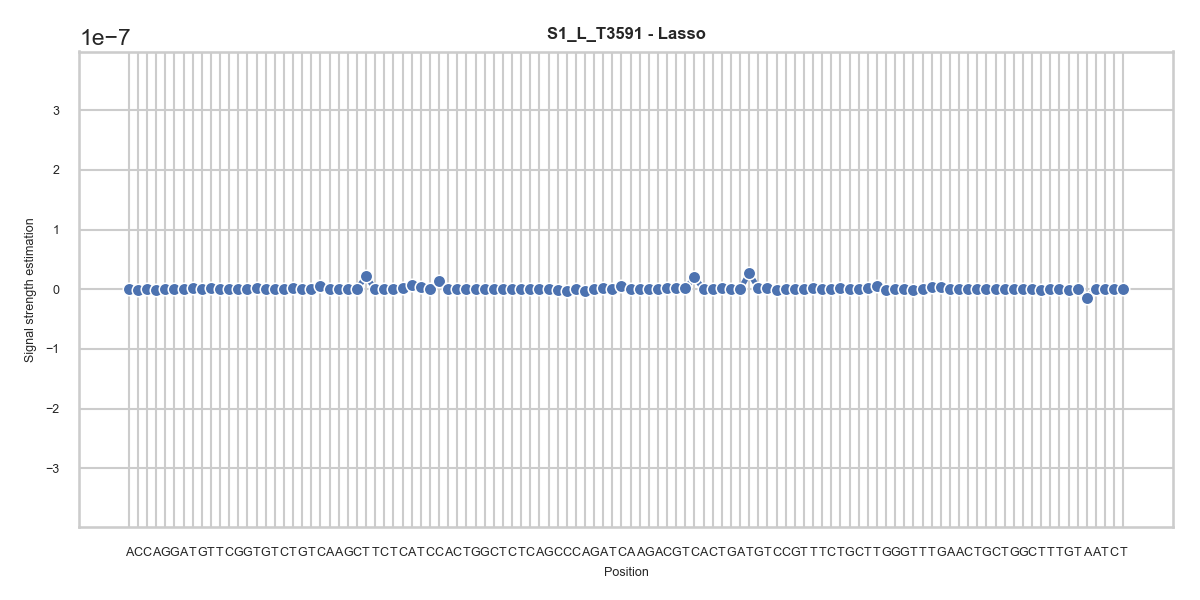 1e−7
S1_L_T3591 - Lasso
3
2
1
0
−1
−2
−3
Signal strength estimation
ACCAGGATGTTCGGTGTCTGTCAAGCTTCTCATCCACTGGCTCTCAGCCCAGATCAAGACGTCACTGATGTCCGTTTCTGCTTGGGTTTGAACTGCTGGCTTTGTAATCT
Position